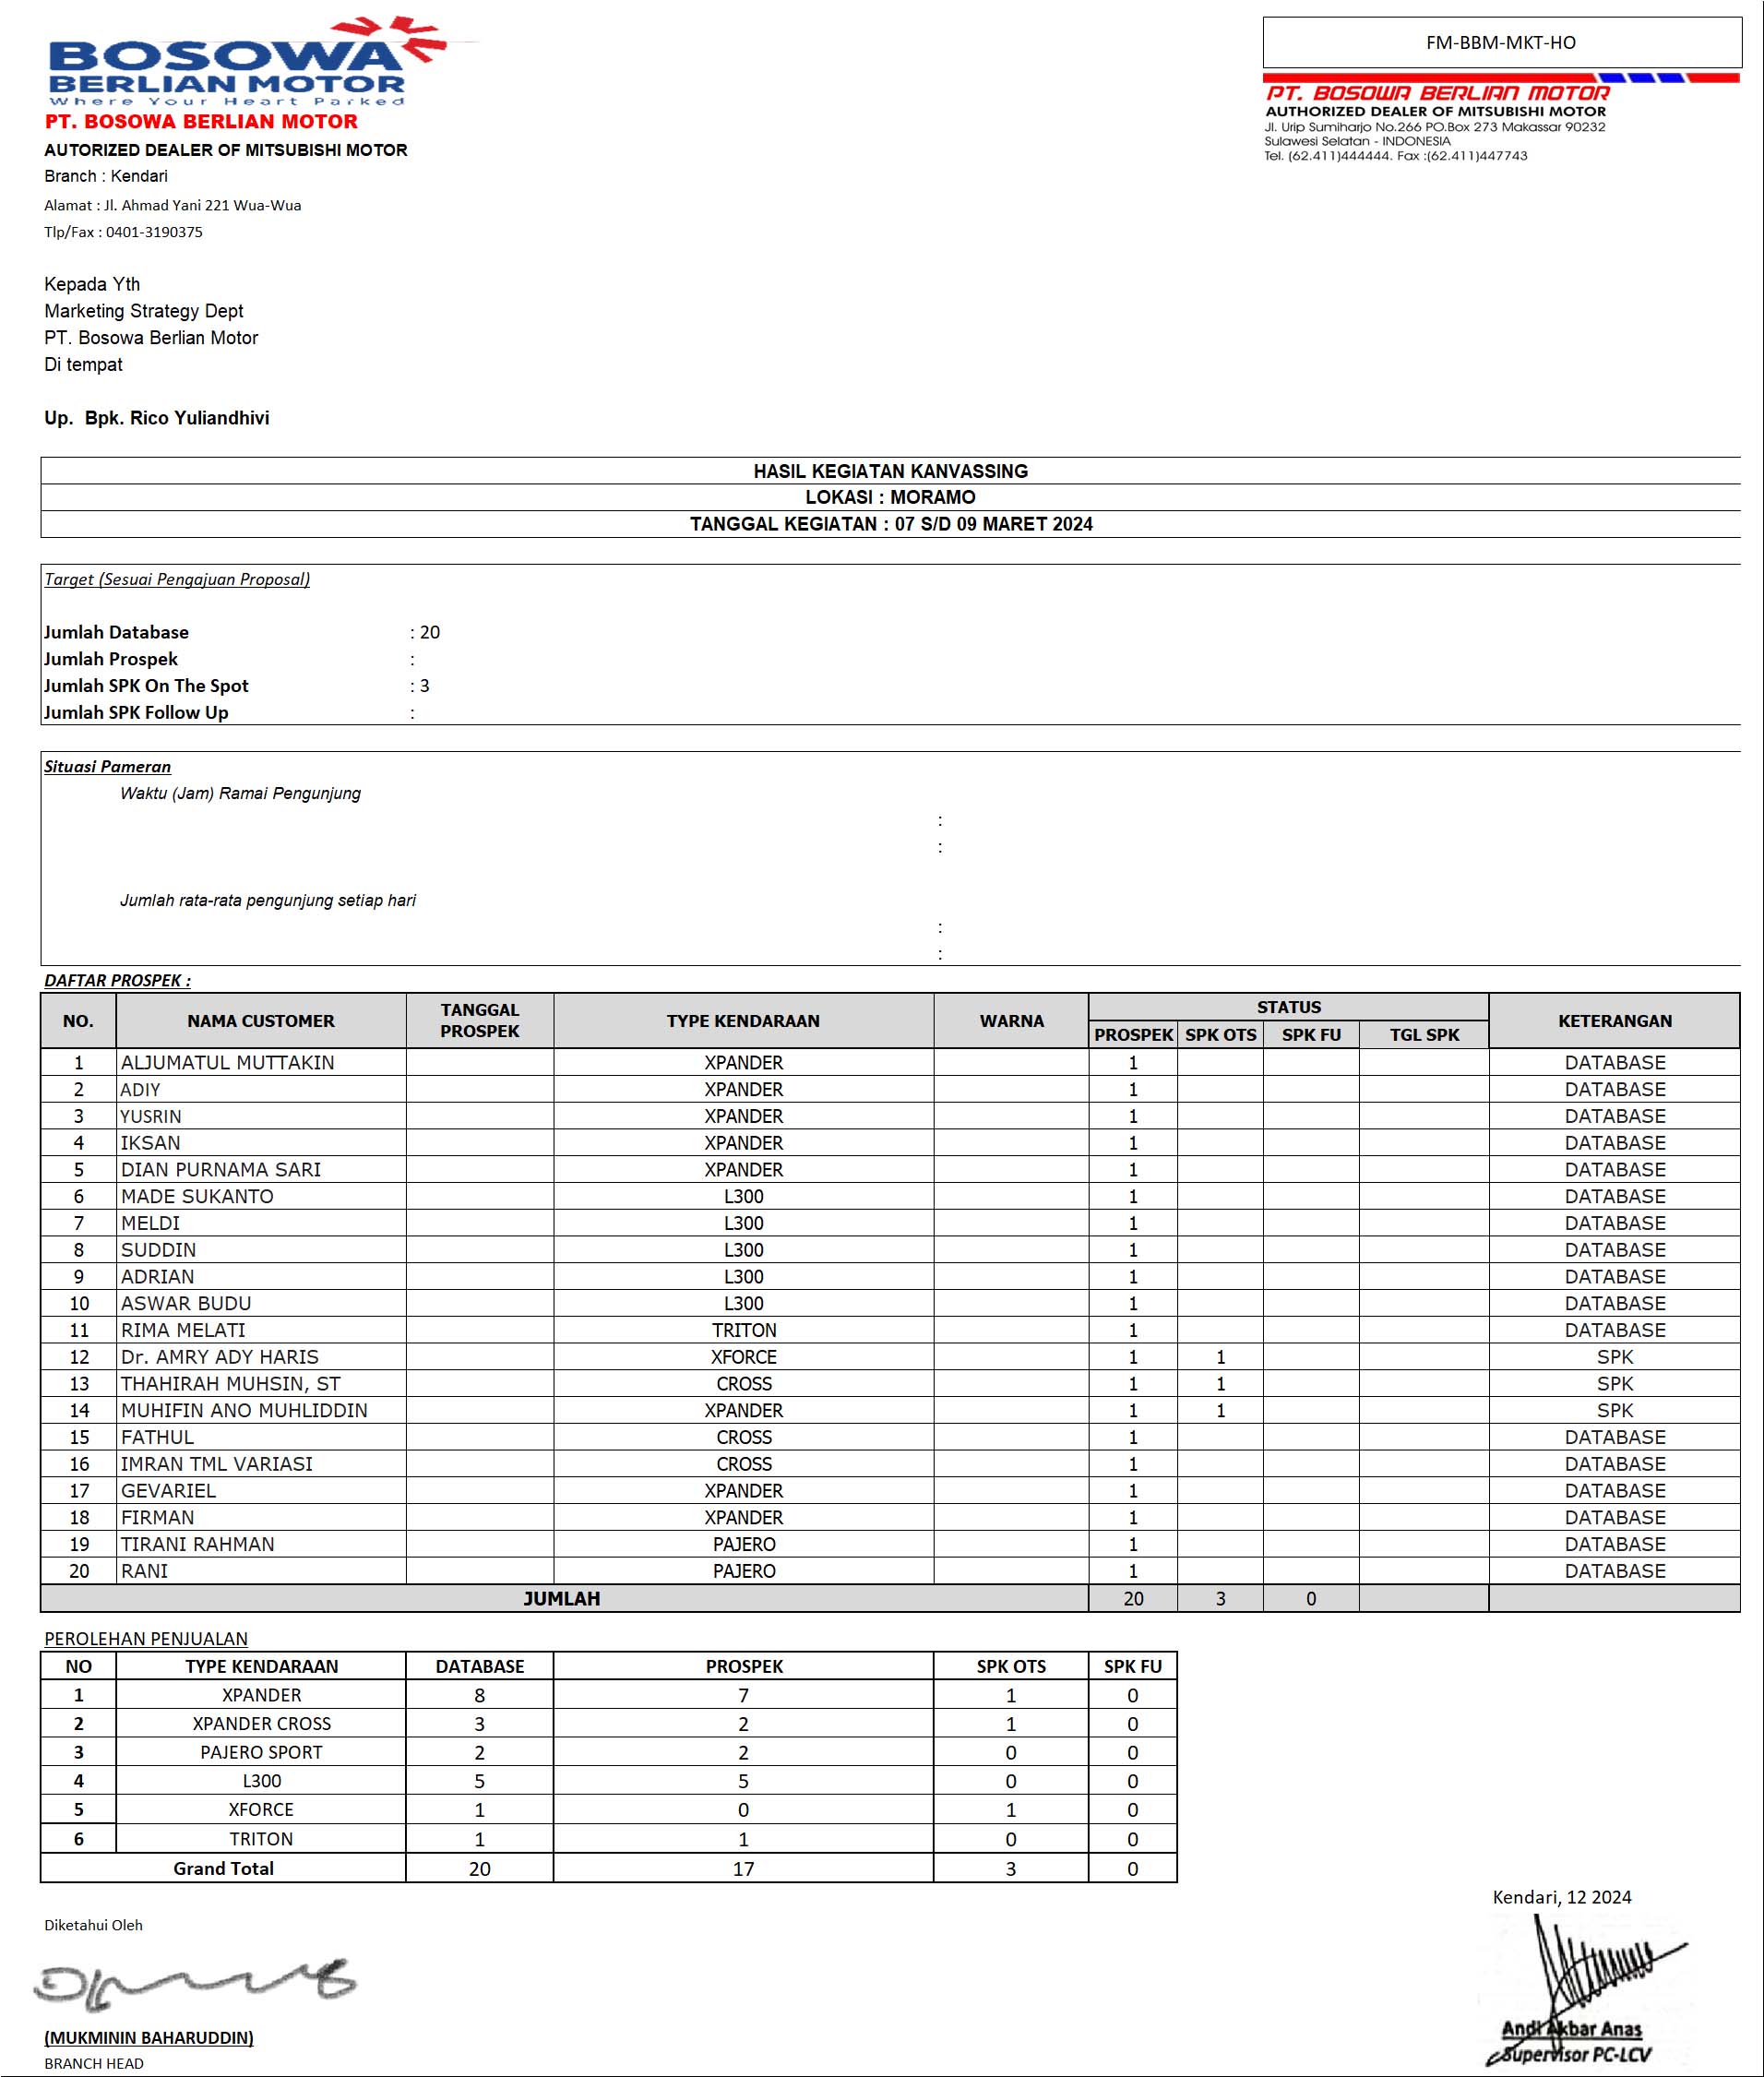 BOSOWA
BERLIAN MOTOR
Where Your Heart Parked
PT. BOSOWA BERLIAN MOTOR
AUTORIZED DEALER OF MITSUBISHI MOTOR
Branch : Kendari
Alamat : Jl. Ahmad Yani 221 Wua-Wua
Tlp/Fax : 0401-3190375
FM-BBM-MKT-HO
PT. BOSOWA BERLIAN MOTOR
AUTHORIZED DEALER OF MITSUBISHI MOTOR
Jl. Urip Sumiharjo No.266 PO.Box 273 Makassar 90232
Sulawesi Selatan - INDONESIA
Tel. (62.411)444444. Fax :(62.411)447743
Kepada Yth
Marketing Strategy Dept
PT. Bosowa Berlian Motor
Di tempat
Up. Bpk. Rico Yuliandhivi
HASIL KEGIATAN KANVASSING
LOKASI : MORAMO
TANGGAL KEGIATAN : 07 S/D 09 MARET 2024
Target (Sesuai Pengajuan Proposal)
Jumlah Database : 20
Jumlah Prospek :
Jumlah SPK On The Spot : 3
Jumlah SPK Follow Up :
Situasi Pameran
Waktu (Jam) Ramai Pengunjung
:
:
Jumlah rata-rata pengunjung setiap hari
:
:
DAFTAR PROSPEK :
NO. NAMA CUSTOMER TANGGAL PROSPEK TYPE KENDARAAN WARNA STATUS KETERANGAN
PROSPEK SPK OTS SPK FU TGL SPK
1 ALJUMATUL MUTTAKIN XPANDER 1 DATABASE
2 ADIY XPANDER 1 DATABASE
3 YUSRIN XPANDER 1 DATABASE
4 IKSAN XPANDER 1 DATABASE
5 DIAN PURNAMA SARI XPANDER 1 DATABASE
6 MADE SUKANTO L300 1 DATABASE
7 MELDI L300 1 DATABASE
8 SUDDIN L300 1 DATABASE
9 ADRIAN L300 1 DATABASE
10 ASWAR BUDU L300 1 DATABASE
11 RIMA MELATI TRITON 1 DATABASE
12 Dr. AMRY ADY HARIS XFORCE 1 1 SPK
13 THAHIRAH MUHSIN, ST CROSS 1 1 SPK
14 MUHIFIN ANO MUHLIDDIN XPANDER 1 1 SPK
15 FATHUL CROSS 1 DATABASE
16 IMRAN TML VARIASI CROSS 1 DATABASE
17 GEVARIEL XPANDER 1 DATABASE
18 FIRMAN XPANDER 1 DATABASE
19 TIRANI RAHMAN PAJERO 1 DATABASE
20 RANI PAJERO 1 DATABASE
JUMLAH 20 3 0
PEROLEHAN PENJUALAN
NO TYPE KENDARAAN DATABASE PROSPEK SPK OTS SPK FU
1 XPANDER 8 7 1 0
2 XPANDER CROSS 3 2 1 0
3 PAJERO SPORT 2 2 0 0
4 L300 5 5 0 0
5 XFORCE 1 0 1 0
6 TRITON 1 1 0 0
Grand Total 20 17 3 0
Kendari, 12 2024
Diketahui Oleh
(MUKMININ BAHARUDDIN)
BRANCH HEAD
Andi Akbar Anas
Supervisor PC-LCV